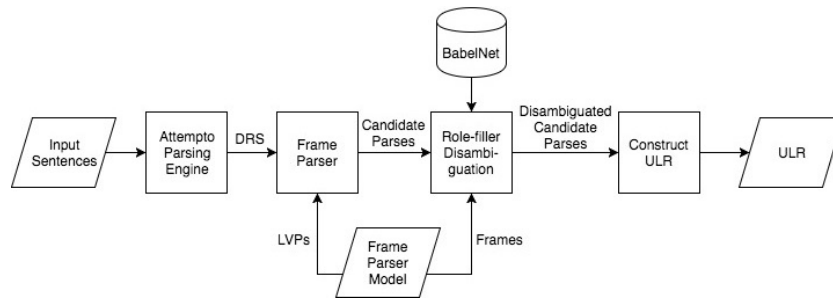 BabelNet
Input
Sentences
Attempto
Parsing
Engine
DRS
Frame
Parser
Candidate
Parses
Role-filler
Disambi-
guation
Disambiguated
Candidate
Parses
Construct
ULR
ULR
LVPs
Frame
Parser
Model
Frames